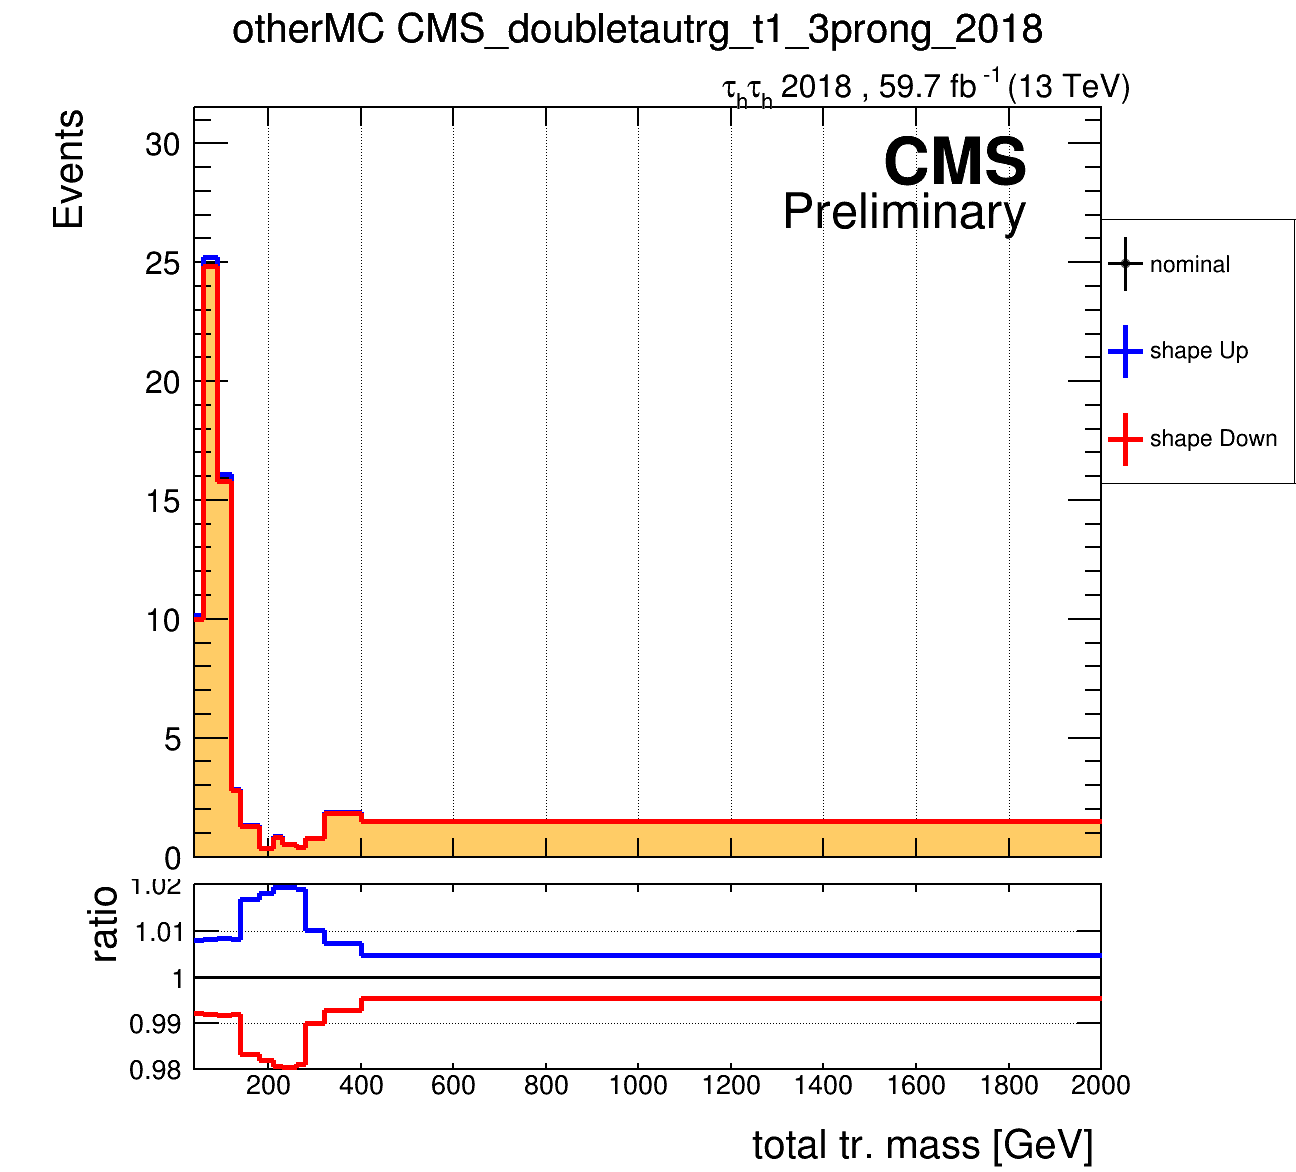 otherMC CMS_doubletautrg_t1_3prong_2018
τhτh 2018 , 59.7 fb-1 (13 TeV)
Events
CMS
Preliminary
30
25
20
15
10
5
0
nominal
shape Up
shape Down
ratio
1.02
1.01
1
0.99
0.98
200 400 600 800 1000 1200 1400 1600 1800 2000
total tr. mass [GeV]